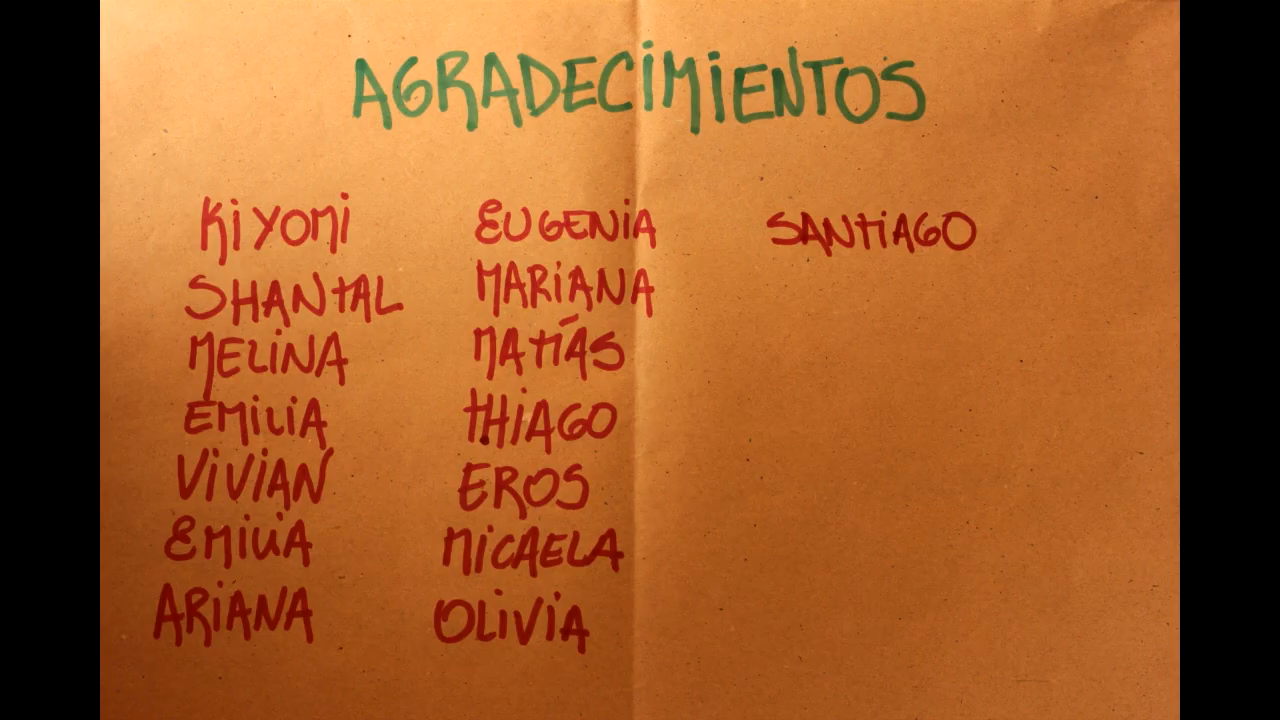 AGRADECIMIENTOS
KIYOMI
SHANTAL
MELINA
EMILIA
VIVIAN
EMILIA
ARIANA
EUGENIA
MARIANA
MATÍAS
THIAGO
EROS
MICAELA
OLIVIA
SANTIAGO